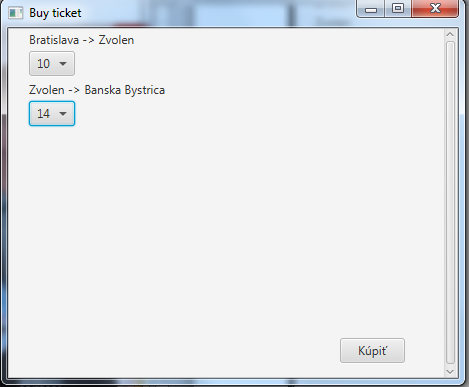 Buy ticket
Bratislava -> Zvolen
10
Zvolen -> Banska Bystrica
14
Kúpiť